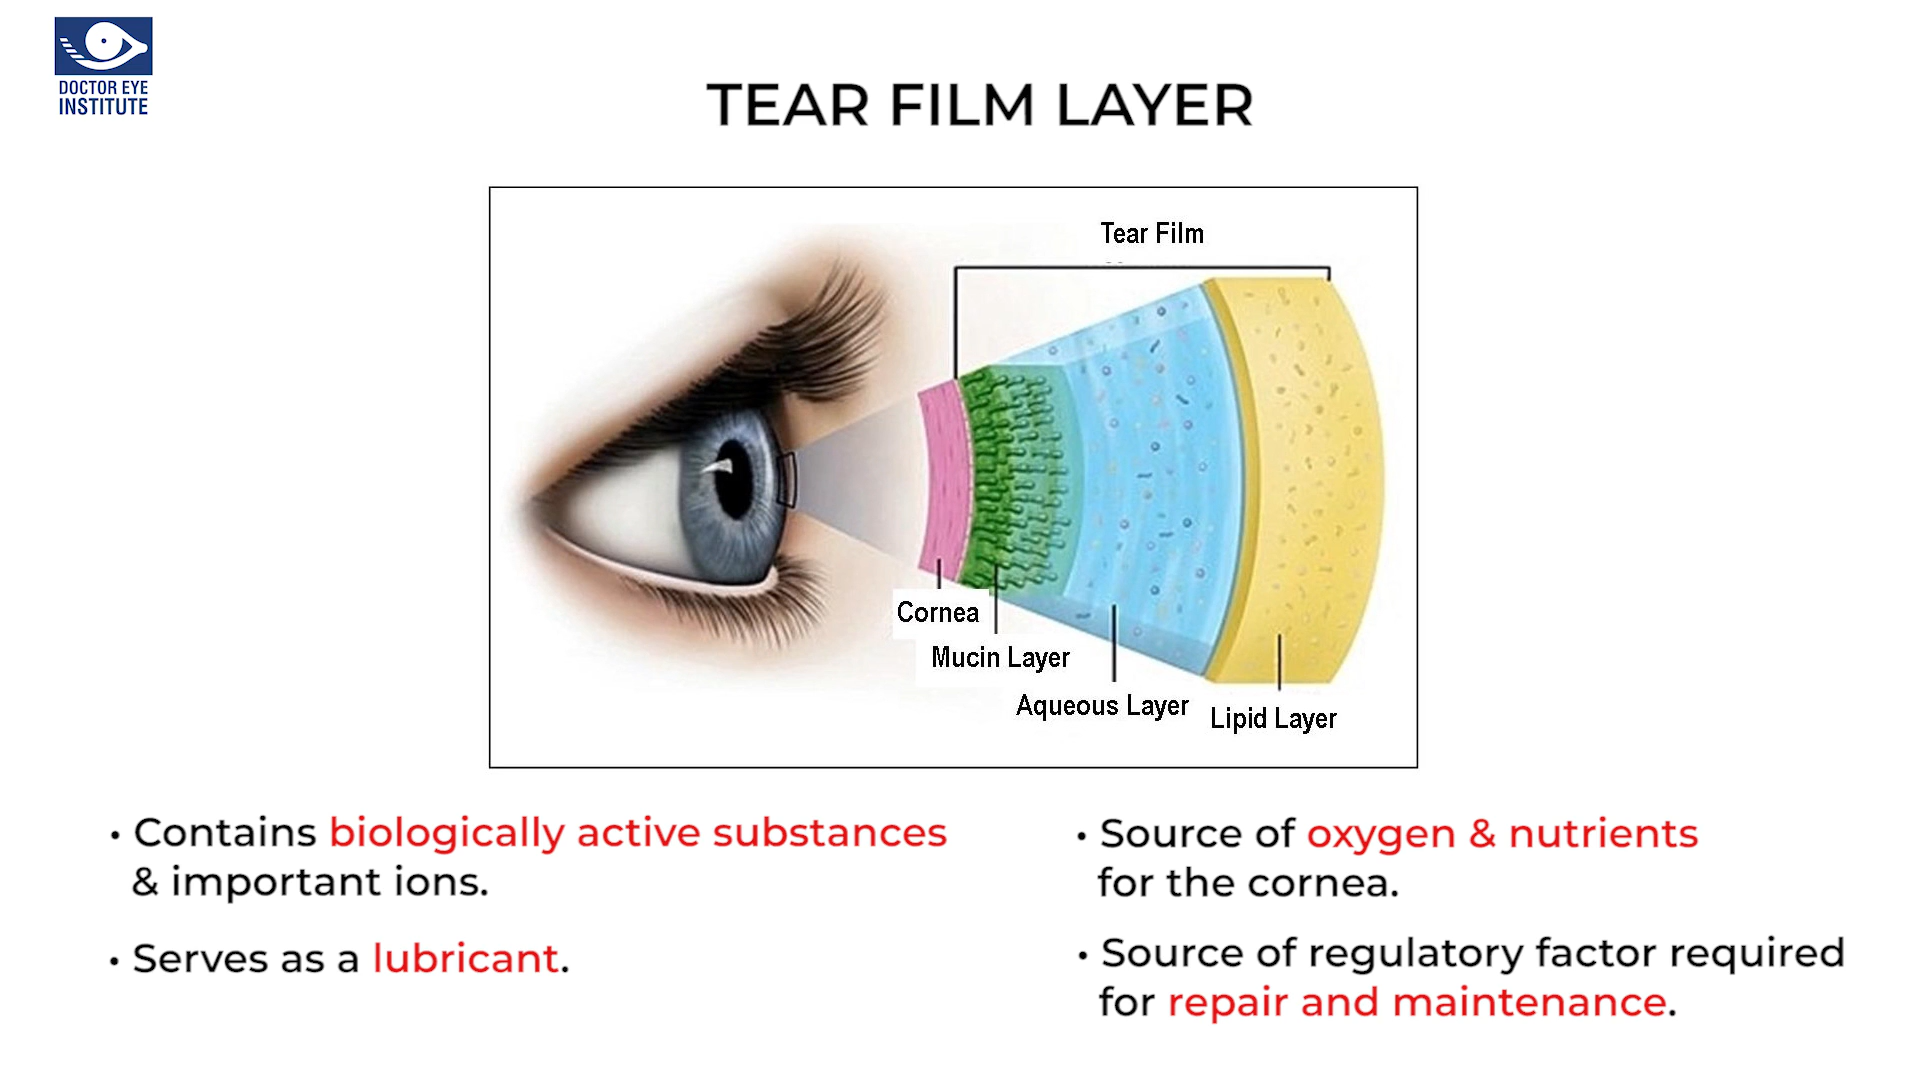 DOCTOR EYE
INSTITUTE
TEAR FILM LAYER
Tear Film
Cornea
Mucin Layer
Aqueous Layer
Lipid Layer
• Contains biologically active substances
& important ions.
• Serves as a lubricant.
• Source of oxygen & nutrients
for the cornea.
• Source of regulatory factor required
for repair and maintenance.